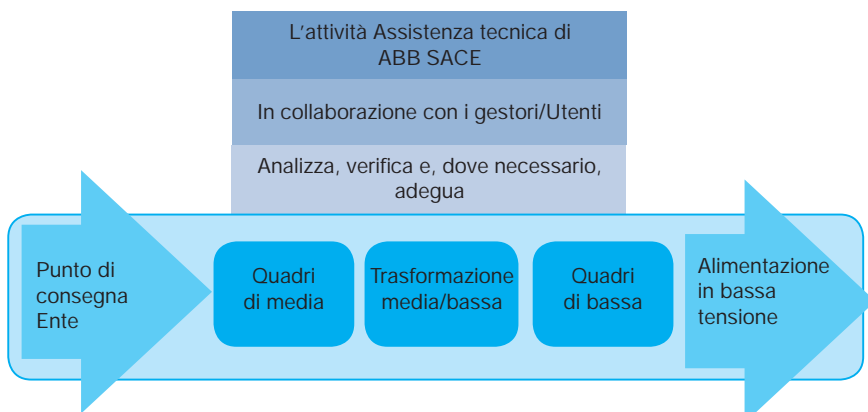 L'attività Assistenza tecnica di
ABB SACE
In collaborazione con i gestori/Utenti
Analizza, verifica e, dove necessario,
adegua
Punto di
consegna
Ente
Quadri
di media
Trasformazione
media/bassa
Quadri
di bassa
Alimentazione
in bassa
tensione